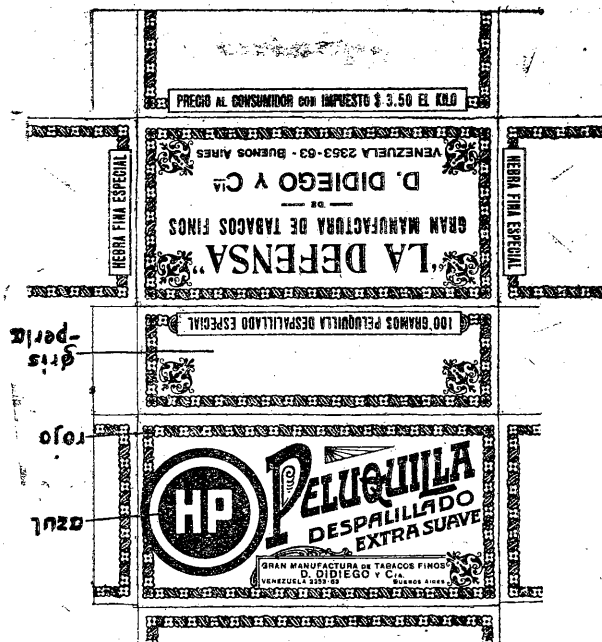 PRECIO AL CONSUMIDOR CON IMPUESTO $ 3.50 EL KILO
HEBRA FINA ESPECIAL
"LA DEFENSA"
GRAN MANUFACTURA DE TABACOS FINOS
DE
D. DIDIEGO Y CIA
VENEZUELA 2353-63 - BUENOS AIRES
HEBRA FINA ESPECIAL
100 GRAMOS PELUQUILLA DESPALILLADO ESPECIAL
gris
-perla
rojo
azul
HP
PELUQUILLA
DESPALILLADO
EXTRA SUAVE
GRAN MANUFACTURA DE TABACOS FINOS
D. DIDIEGO Y CIA.
VENEZUELA 2353-63 BUENOS AIRES